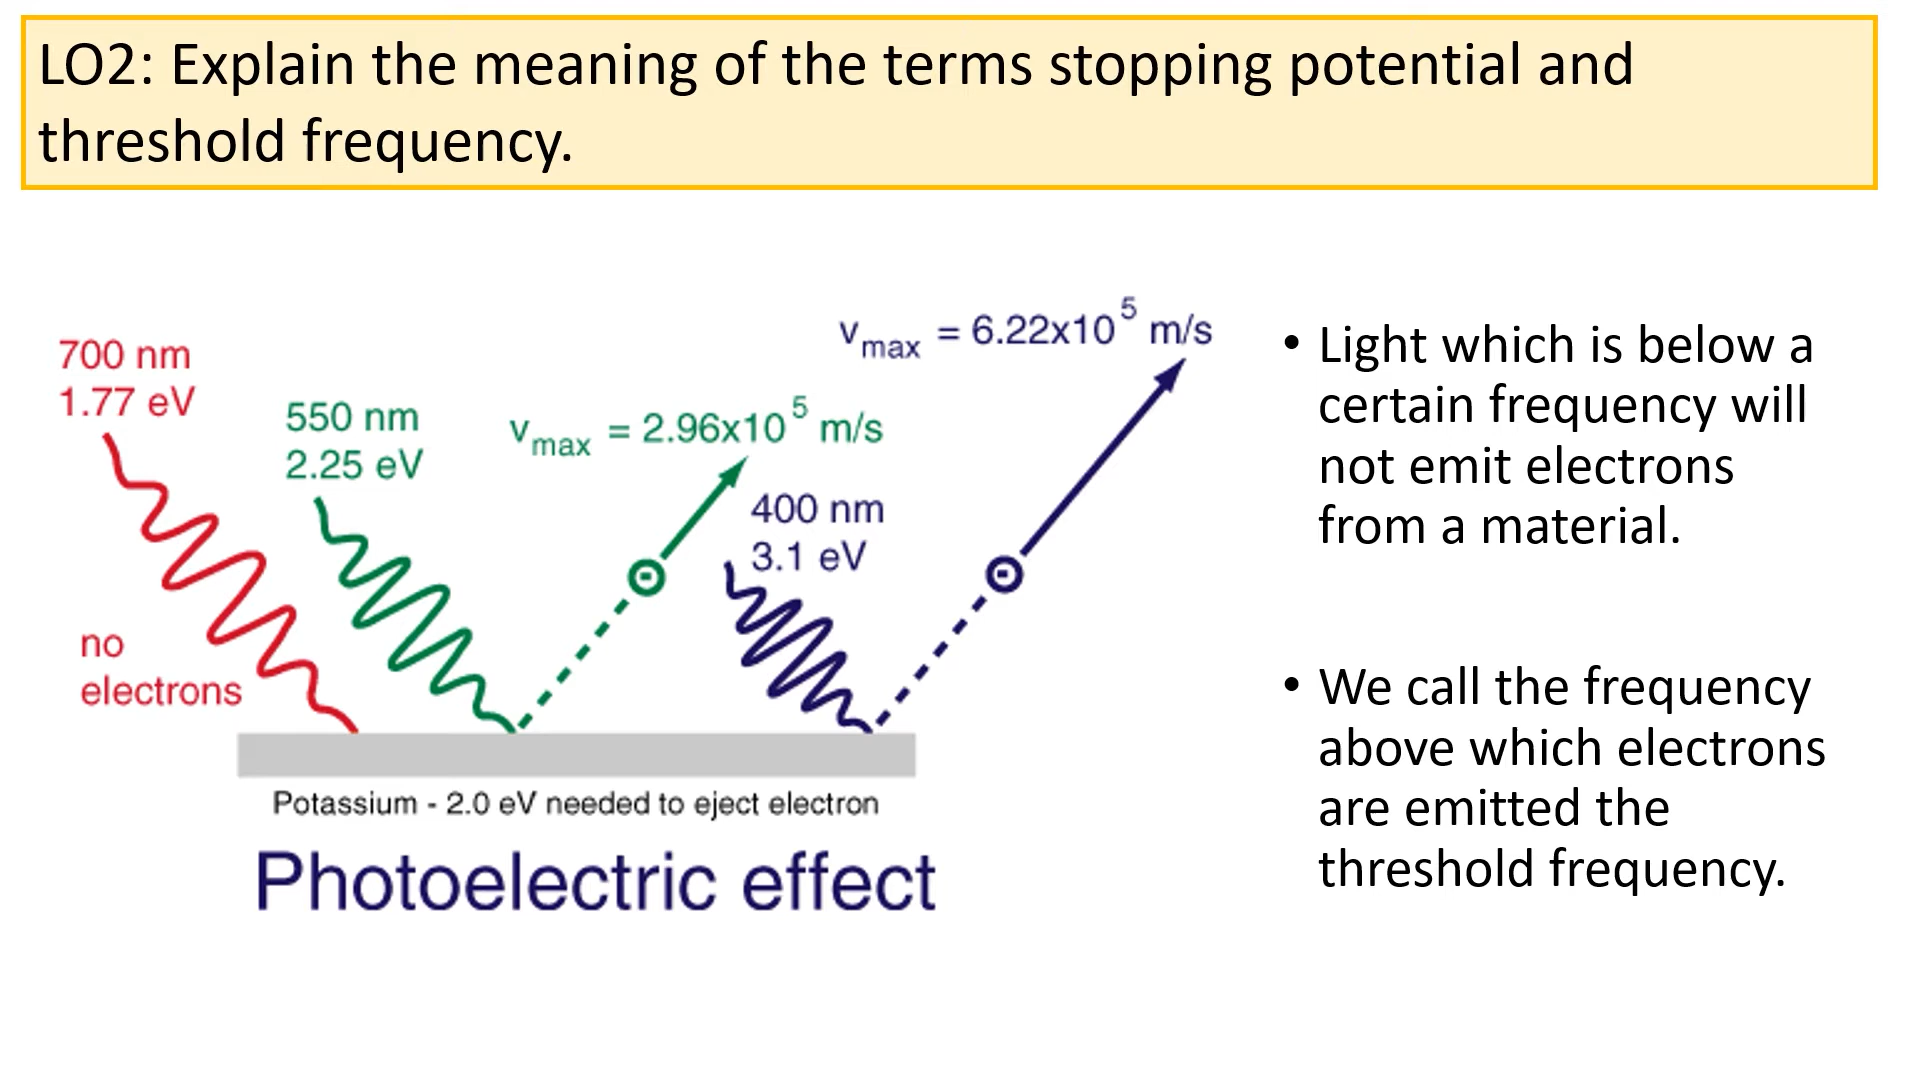 LO2: Explain the meaning of the terms stopping potential and
threshold frequency.
700 nm
1.77 eV
550 nm
2.25 eV
vmax = 2.96x10⁵ m/s
vmax = 6.22x10⁵ m/s
400 nm
3.1 eV
no
electrons
Potassium - 2.0 eV needed to eject electron
Photoelectric effect
• Light which is below a
certain frequency will
not emit electrons
from a material.
• We call the frequency
above which electrons
are emitted the
threshold frequency.